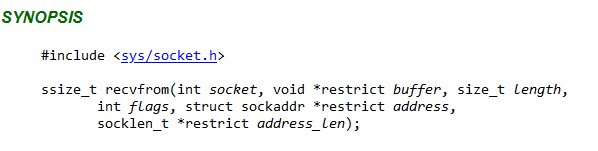 SYNOPSIS
#include <sys/socket.h>
ssize_t recvfrom(int socket, void *restrict buffer, size_t length,
int flags, struct sockaddr *restrict address,
socklen_t *restrict address_len);